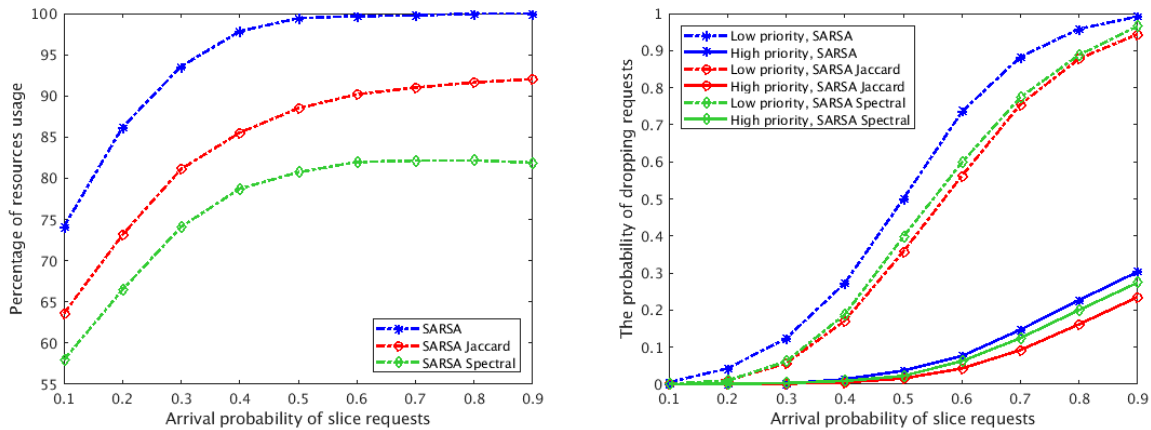 100
95
90
85
80
75
70
65
60
55
Percentage of resources usage
0.1 0.2 0.3 0.4 0.5 0.6 0.7 0.8 0.9
Arrival probability of slice requests
SARSA
SARSA Jaccard
SARSA Spectral
1
0.9
0.8
0.7
0.6
0.5
0.4
0.3
0.2
0.1
0
The probability of dropping requests
0.1 0.2 0.3 0.4 0.5 0.6 0.7 0.8 0.9
Arrival probability of slice requests
Low priority, SARSA
High priority, SARSA
Low priority, SARSA Jaccard
High priority, SARSA Jaccard
Low priority, SARSA Spectral
High priority, SARSA Spectral